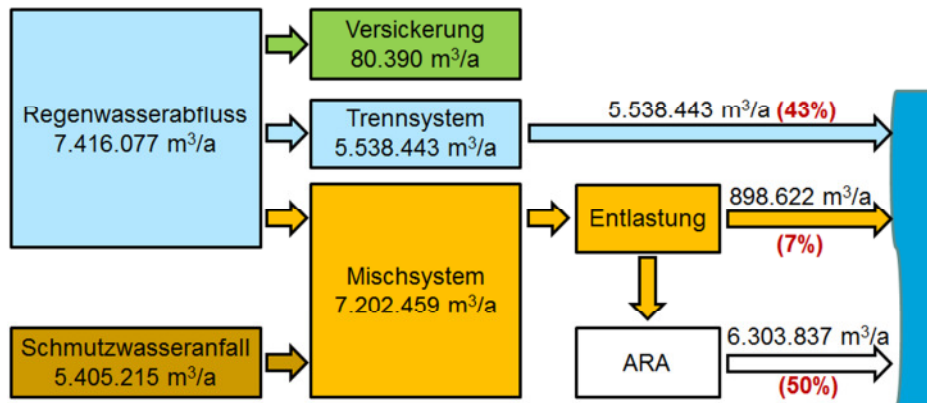 Regenwasserabfluss
7.416.077 m³/a
Versickerung
80.390 m³/a
Trennsystem
5.538.443 m³/a
5.538.443 m³/a (43%)
Mischsystem
7.202.459 m³/a
Entlastung
898.622 m³/a
(7%)
Schmutzwasseranfall
5.405.215 m³/a
ARA
6.303.837 m³/a
(50%)